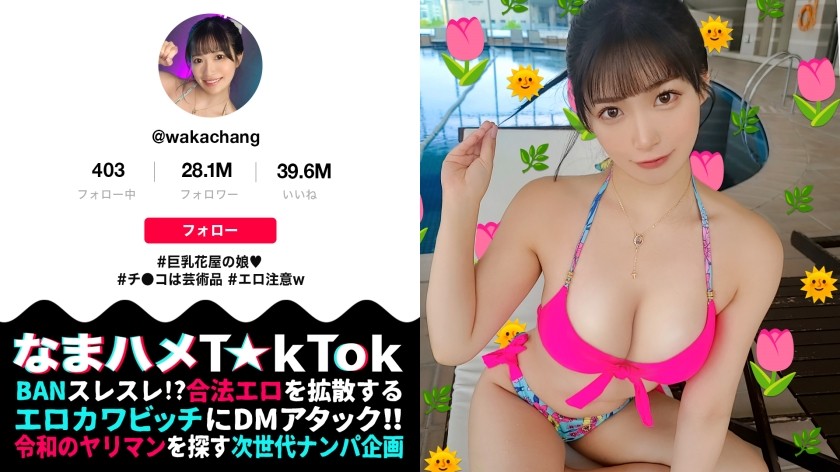 @wakachang
403
28.1M
39.6M
フォロー中
フォロワー
いいね
フォロー
#巨乳花屋の娘♥
#チ●コは芸術品 #エロ注意w
なまハメT★kTok
BANスレスレ!?合法エロを拡散する
エロカワビッチにDMアタック!!
令和のヤリマンを探す次世代ナンパ企画